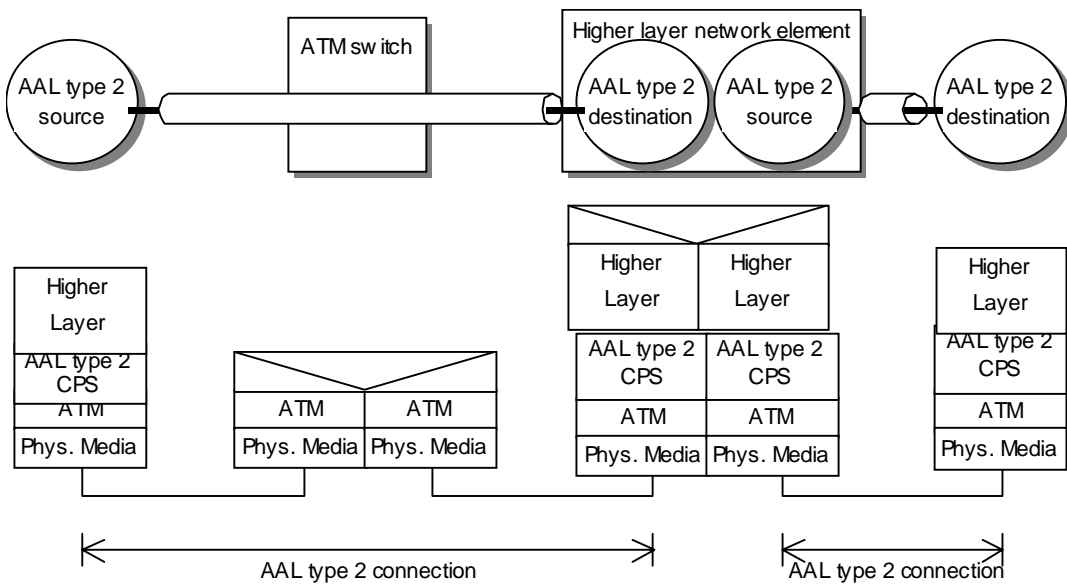 ATM switch
Higher layer network element
AAL type 2
source
AAL type 2
destination
AAL type 2
source
AAL type 2
destination
Higher
Layer
AAL type 2
CPS
ATM
Phys. Media
ATM
ATM
Phys. Media
Phys. Media
Higher
Layer
Higher
Layer
AAL type 2
CPS
AAL type 2
CPS
ATM
ATM
Phys. Media
Phys. Media
Higher
Layer
AAL type 2
CPS
ATM
Phys. Media
AAL type 2 connection
AAL type 2 connection